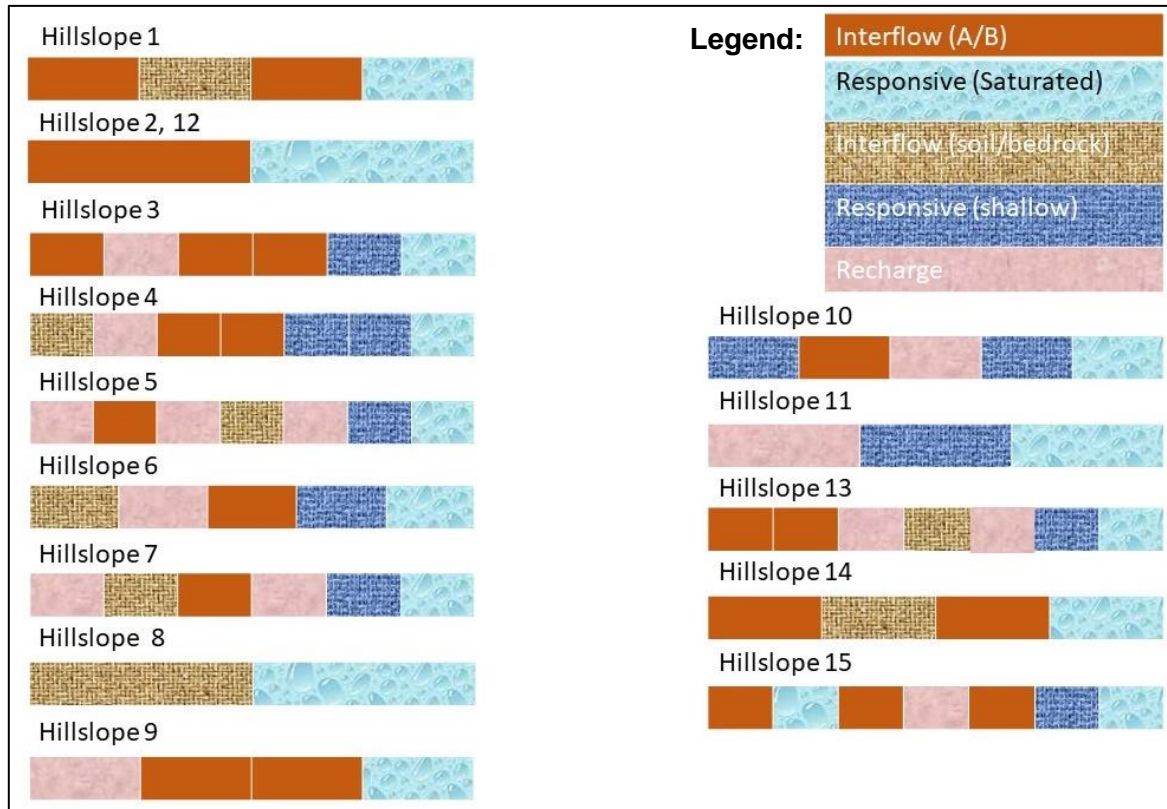 Hillslope 1
Hillslope 2, 12
Hillslope 3
Hillslope 4
Hillslope 5
Hillslope 6
Hillslope 7
Hillslope 8
Hillslope 9
Legend:
Interflow (A/B)
Responsive (Saturated)
Interflow (soil/bedrock)
Responsive (shallow)
Recharge
Hillslope 10
Hillslope 11
Hillslope 13
Hillslope 14
Hillslope 15